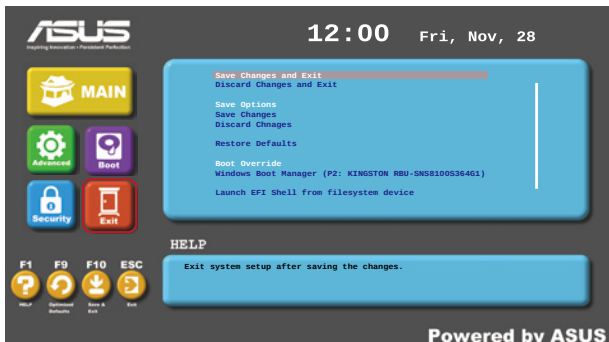 ASUS
Inspiring Innovation • Persistent Perfection
12:00 Fri, Nov, 28
MAIN
Advanced
Boot
Security
Exit
Save Changes and Exit
Discard Changes and Exit
Save Options
Save Changes
Discard Chnages
Restore Defaults
Boot Override
Windows Boot Manager (P2: KINGSTON RBU-SNS8100S364G1)
Launch EFI Shell from filesystem device
HELP
Exit system setup after saving the changes.
F1 F9 F10 ESC
HELP Optimized Defaults Save & Exit Exit
Powered by ASUS